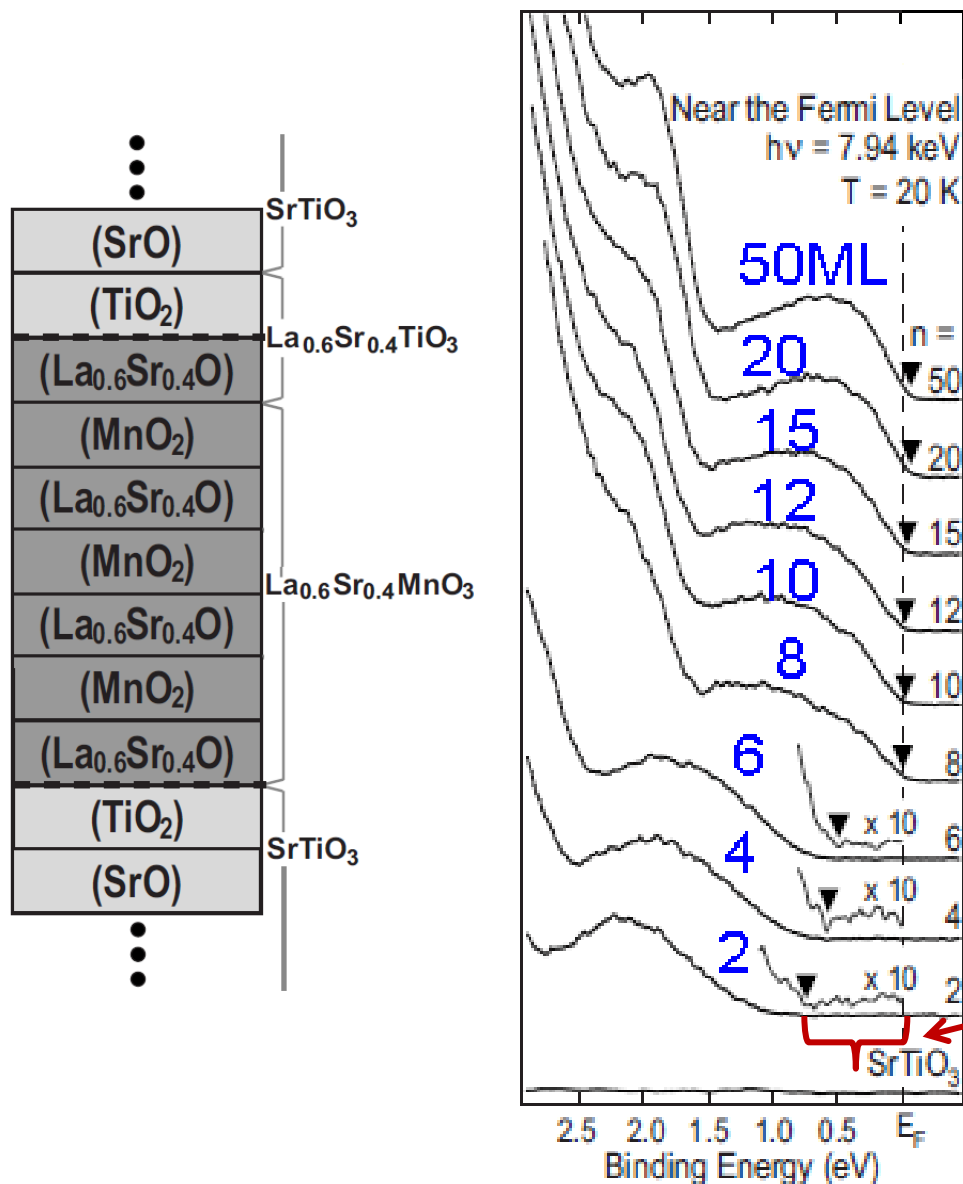 SrTiO3
(SrO)
(TiO2)
La0.6Sr0.4TiO3
(La0.6Sr0.4O)
(MnO2)
(La0.6Sr0.4O)
(MnO2)
La0.6Sr0.4MnO3
(La0.6Sr0.4O)
(MnO2)
(La0.6Sr0.4O)
(TiO2)
SrTiO3
(SrO)
Near the Fermi Level
hν = 7.94 keV
T = 20 K
50ML
n =
50
20
20
15
15
12
12
10
10
8
8
6
x 10
6
4
x 10
4
2
x 10
2
SrTiO3
2.5 2.0 1.5 1.0 0.5 EF
Binding Energy (eV)